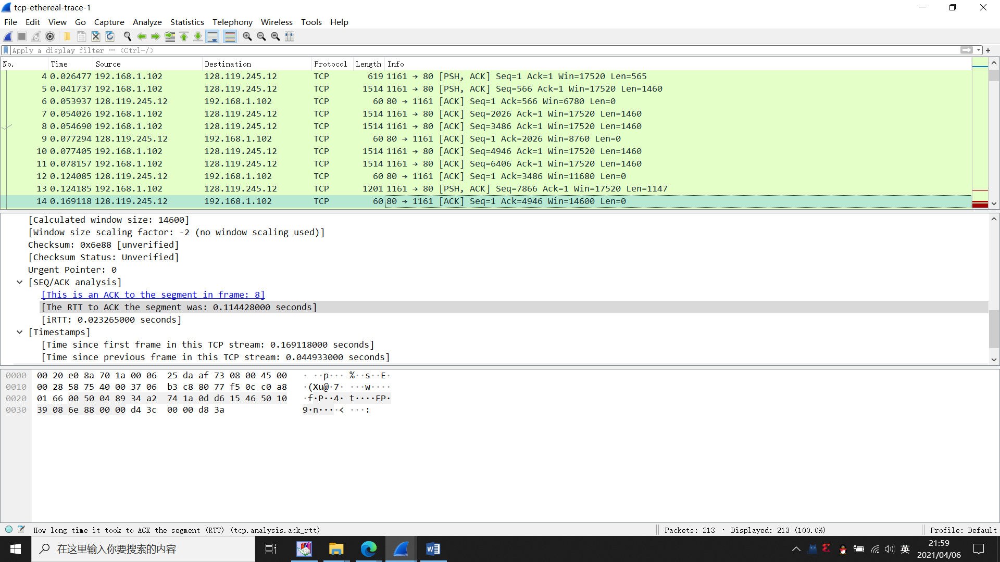 tcp-ethereal-trace-1
File Edit View Go Capture Analyze Statistics Telephony Wireless Tools Help
Apply a display filter … <Ctrl-/>
No. Time Source Destination Protocol Length Info
4 0.026477 192.168.1.102 128.119.245.12 TCP 619 1161 → 80 [PSH, ACK] Seq=1 Ack=1 Win=17520 Len=565
5 0.041737 192.168.1.102 128.119.245.12 TCP 1514 1161 → 80 [PSH, ACK] Seq=566 Ack=1 Win=17520 Len=1460
6 0.053937 128.119.245.12 192.168.1.102 TCP 60 80 → 1161 [ACK] Seq=1 Ack=566 Win=6780 Len=0
7 0.054026 192.168.1.102 128.119.245.12 TCP 1514 1161 → 80 [ACK] Seq=2026 Ack=1 Win=17520 Len=1460
8 0.054690 192.168.1.102 128.119.245.12 TCP 1514 1161 → 80 [ACK] Seq=3486 Ack=1 Win=17520 Len=1460
9 0.077294 128.119.245.12 192.168.1.102 TCP 60 80 → 1161 [ACK] Seq=1 Ack=2026 Win=8760 Len=0
10 0.077405 192.168.1.102 128.119.245.12 TCP 1514 1161 → 80 [ACK] Seq=4946 Ack=1 Win=17520 Len=1460
11 0.078157 192.168.1.102 128.119.245.12 TCP 1514 1161 → 80 [ACK] Seq=6406 Ack=1 Win=17520 Len=1460
12 0.124085 128.119.245.12 192.168.1.102 TCP 60 80 → 1161 [ACK] Seq=1 Ack=3486 Win=11680 Len=0
13 0.124185 192.168.1.102 128.119.245.12 TCP 1201 1161 → 80 [PSH, ACK] Seq=7866 Ack=1 Win=17520 Len=1147
14 0.169118 128.119.245.12 192.168.1.102 TCP 60 80 → 1161 [ACK] Seq=1 Ack=4946 Win=14600 Len=0
[Calculated window size: 14600]
[Window size scaling factor: -2 (no window scaling used)]
Checksum: 0x6e88 [unverified]
[Checksum Status: Unverified]
Urgent Pointer: 0
[SEQ/ACK analysis]
[This is an ACK to the segment in frame: 8]
[The RTT to ACK the segment was: 0.114428000 seconds]
[iRTT: 0.023265000 seconds]
[Timestamps]
[Time since first frame in this TCP stream: 0.169118000 seconds]
[Time since previous frame in this TCP stream: 0.044933000 seconds]
0000 00 20 e0 8a 70 1a 00 06 25 da af 73 08 00 45 00 · ··p··· %··s··E·
0010 00 28 58 75 40 00 37 06 b3 c8 80 77 f5 0c c0 a8 ·(Xu@·7· ···w····
0020 01 66 00 50 04 89 34 a2 74 1a 0d d6 15 46 50 10 ·f·P··4· t····FP·
0030 39 08 6e 88 00 00 d4 3c 00 00 d8 3a 9·n····< ···:
How long time it took to ACK the segment (RTT) (tcp.analysis.ack_rtt) Packets: 213 · Displayed: 213 (100.0%) Profile: Default
在这里输入你要搜索的内容 英 21:59
2021/04/06